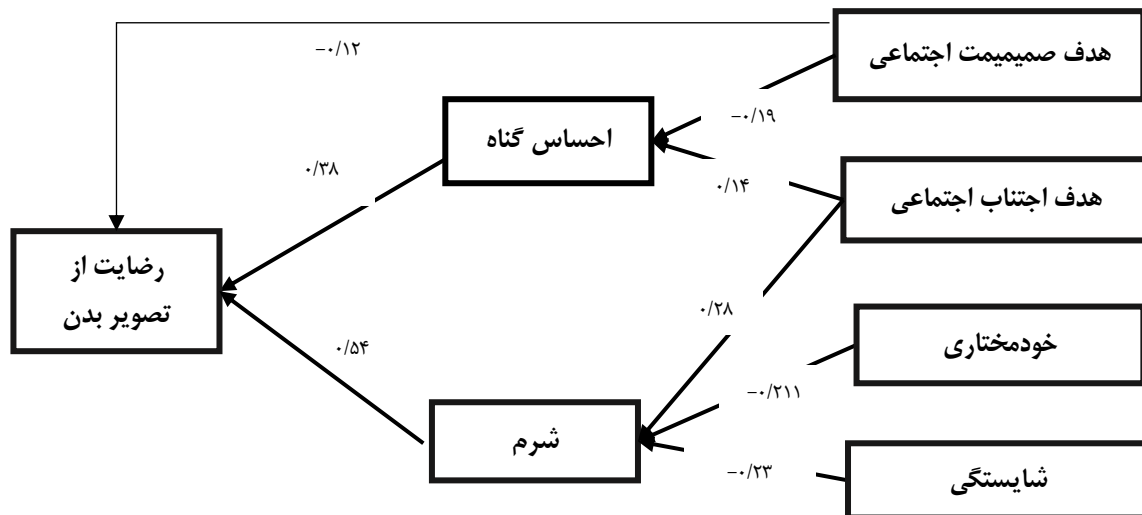 هدف صمیمیمت اجتماعی
–۰/۱۲
احساس گناه
–۰/۱۹
۰/۳۸
۰/۱۴
هدف اجتناب اجتماعی
رضایت از
تصویر بدن
۰/۲۸
خودمختاری
۰/۵۴
–۰/۲۱۱
شرم
–۰/۲۳
شایستگی